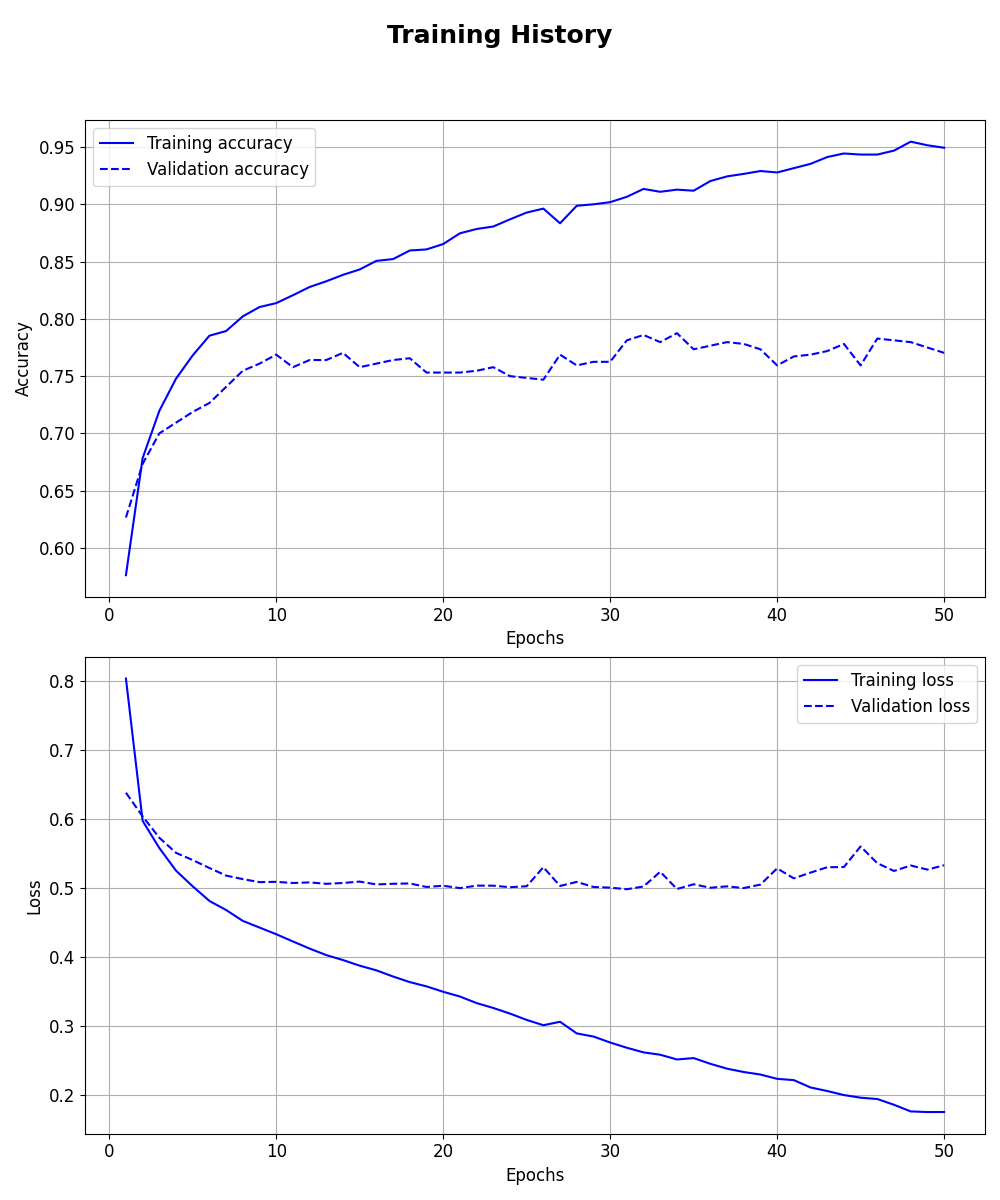 Training History
Training accuracy
Validation accuracy
0.95
0.90
0.85
0.80
0.75
0.70
0.65
0.60
Accuracy
0 10 20 30 40 50
Epochs
Training loss
Validation loss
0.8
0.7
0.6
0.5
0.4
0.3
0.2
Loss
0 10 20 30 40 50
Epochs